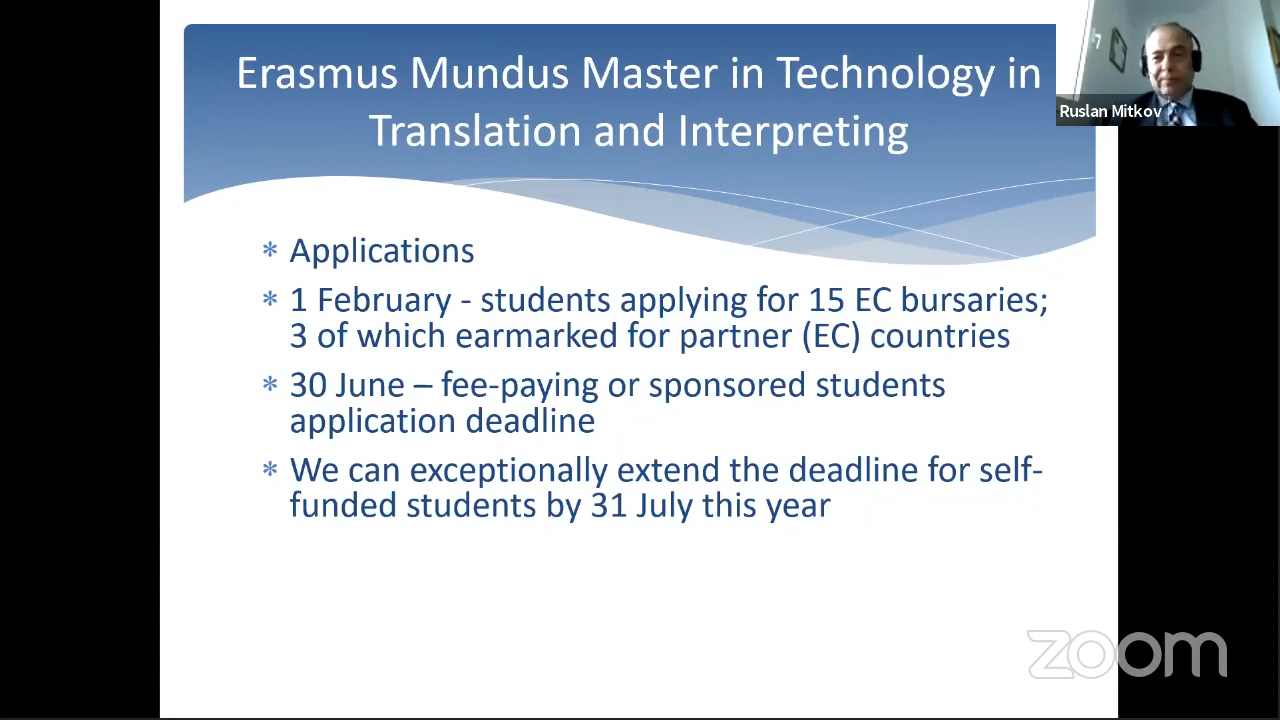 Erasmus Mundus Master in Technology in
Translation and Interpreting
Ruslan Mitkov
* Applications
* 1 February - students applying for 15 EC bursaries;
3 of which earmarked for partner (EC) countries
* 30 June – fee-paying or sponsored students
application deadline
* We can exceptionally extend the deadline for self-
funded students by 31 July this year
zoom